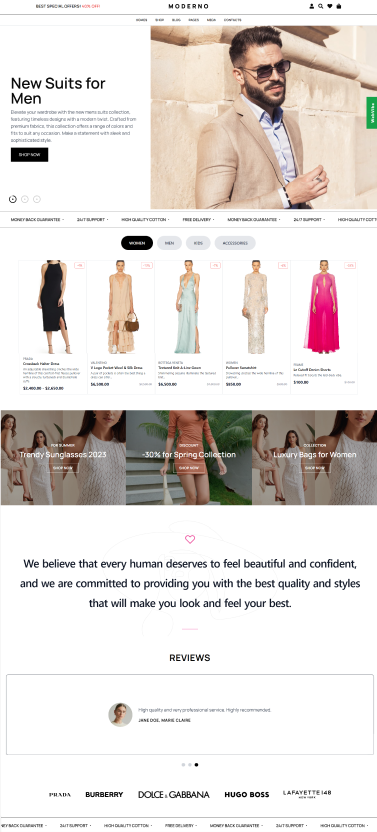 BEST SPECIAL OFFERS! -60% OFF!
MODERNO
HOMES SHOP BLOG PAGES MEGA CONTACTS
New Suits for
Men
Elevate your wardrobe with the new men's suits collection,
featuring timeless designs with a modern twist. Crafted from
premium fabrics, this collection offers a range of colors and
fits to suit any occasion. Make a statement with sleek and
sophisticated style.
SHOP NOW
MONEY BACK GUARANTEE • 24/7 SUPPORT • HIGH QUALITY COTTON • FREE DELIVERY • MONEY BACK GUARANTEE • 24/7 SUPPORT • HIGH QUALITY COTT
WOMEN MEN KIDS ACCESSORIES
PRADA
Crossback Halter Dress
$2,400.00 - $2,650.00
VALENTINO
V Logo Pocket Wool & Silk Dress
$6,500.00
BOTTEGA VENETA
Textured Knit A-Line Gown
$6,500.00
Pullover Sweatshirt
$850.00
PRADA
Le Cutoff Denim Shorts
$100.00
FOR SUMMER
Trendy Sunglasses 2023
SHOP NOW
DISCOUNT
-30% for Spring Collection
SHOP NOW
COLLECTION
Luxury Bags for Women
SHOP NOW
We believe that every human deserves to feel beautiful and confident,
and we are committed to providing you with the best quality and styles
that will make you look and feel your best.
REVIEWS
High quality and very professional service. Highly recommended.
JANE DOE, MARIE CLAIRE
PRADA BURBERRY DOLCE & GABBANA HUGO BOSS LAFAYETTE 148
NEW YORK
NEY BACK GUARANTEE • 24/7 SUPPORT • HIGH QUALITY COTTON • FREE DELIVERY • MONEY BACK GUARANTEE • 24/7 SUPPORT • HIGH QUALITY COTTON •